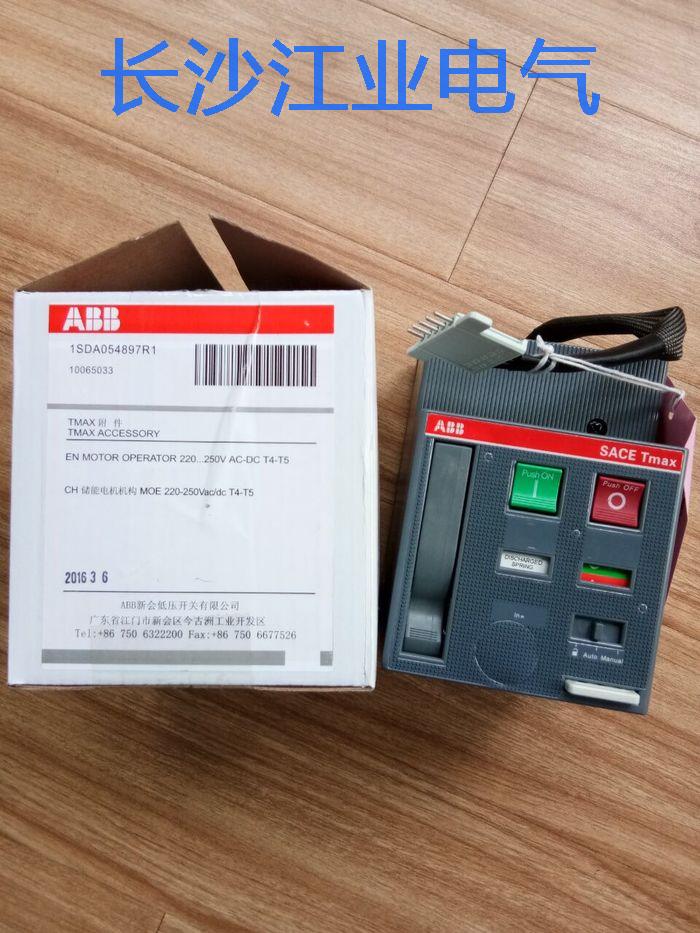 长沙江业电气
ABB
1SDA054897R1
10065033
TMAX 附 件
TMAX ACCESSORY
EN MOTOR OPERATOR 220...250V AC-DC T4-T5
CH 储能电机机构 MOE 220-250Vac/dc T4-T5
2016 3 6
ABB新会低压开关有限公司
广东省江门市新会区今古洲工业开发区
Tel:+86 750 6322200 Fax:+86 750 6677526
ABB
SACE Tmax
Push ON
I
Push OFF
O
DISCHARGED
SPRING
Auto Manual